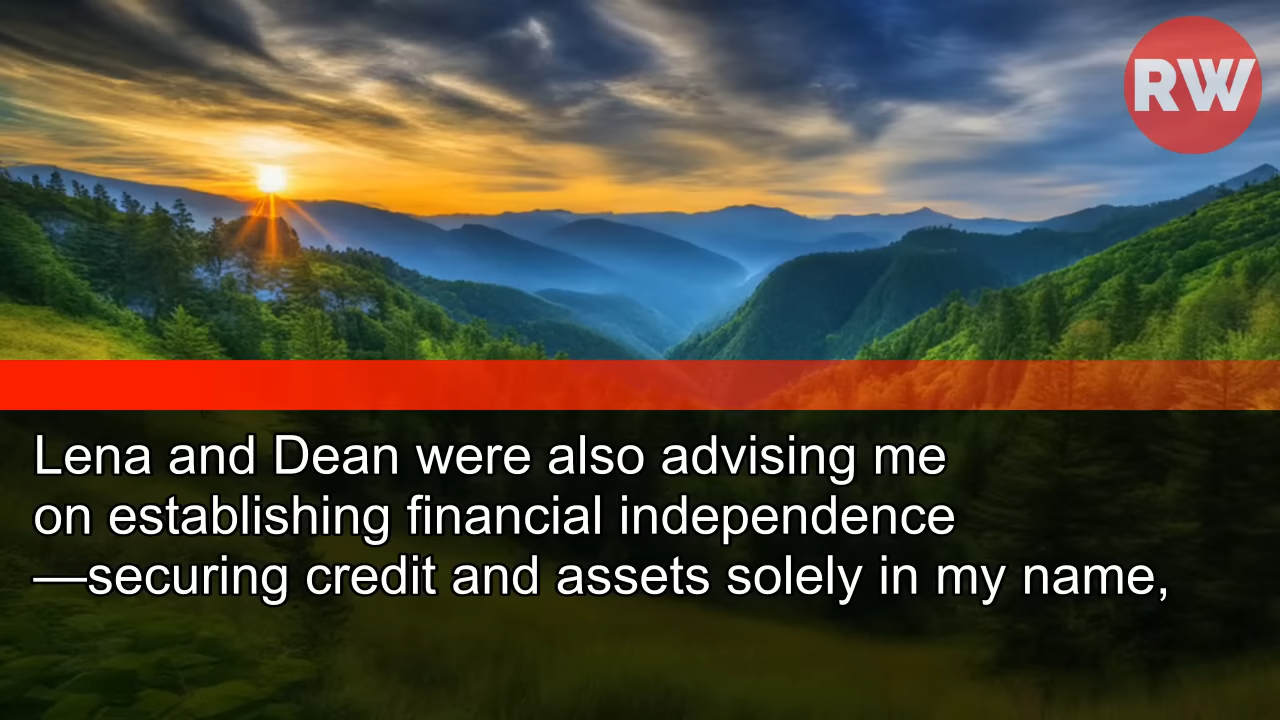 RW
Lena and Dean were also advising me
on establishing financial independence
—securing credit and assets solely in my name,